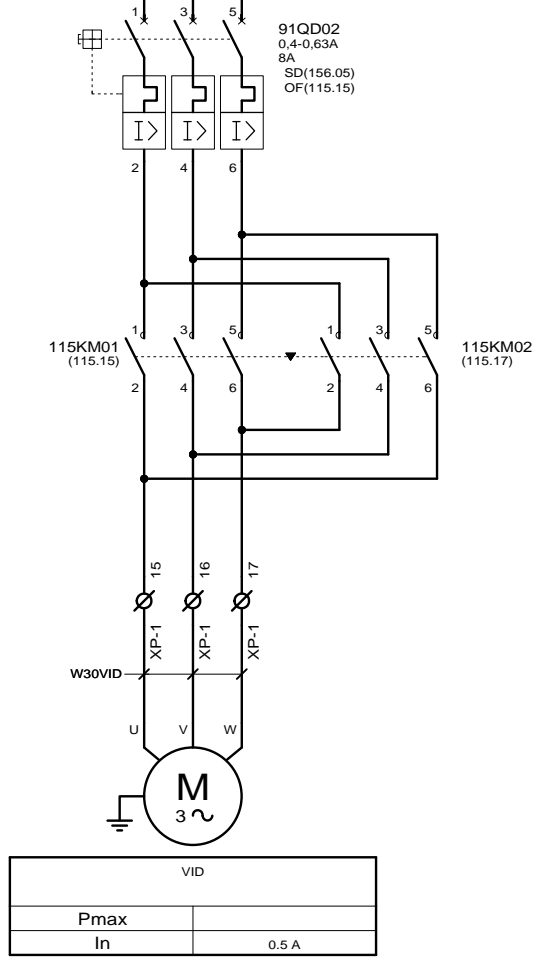 1 3 5
91QD02
0,4-0,63A
8A
SD(156.05)
OF(115.15)
I> I> I>
2 4 6
115KM01
(115.15)
1 3 5 1 3 5
115KM02
(115.17)
2 4 6 2 4 6
15 16 17
XP-1 XP-1 XP-1
W30VID
U V W
M
3
VID
Pmax
In 0.5 A